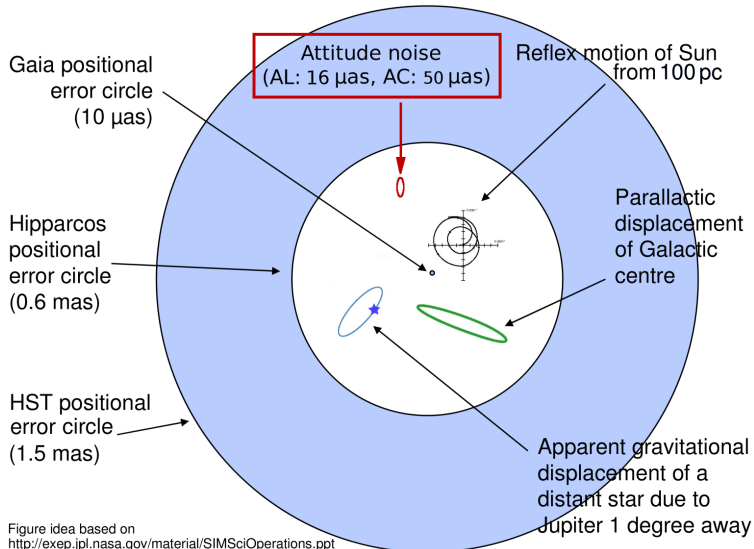 Attitude noise
(AL: 16 µas, AC: 50 µas)
Reflex motion of Sun
from 100 pc
Gaia positional
error circle
(10 µas)
Parallactic
displacement
of Galactic
centre
Hipparcos
positional
error circle
(0.6 mas)
HST positional
error circle
(1.5 mas)
Apparent gravitational
displacement of a
distant star due to
Jupiter 1 degree away
Figure idea based on
http://exep.jpl.nasa.gov/material/SIMSciOperations.ppt